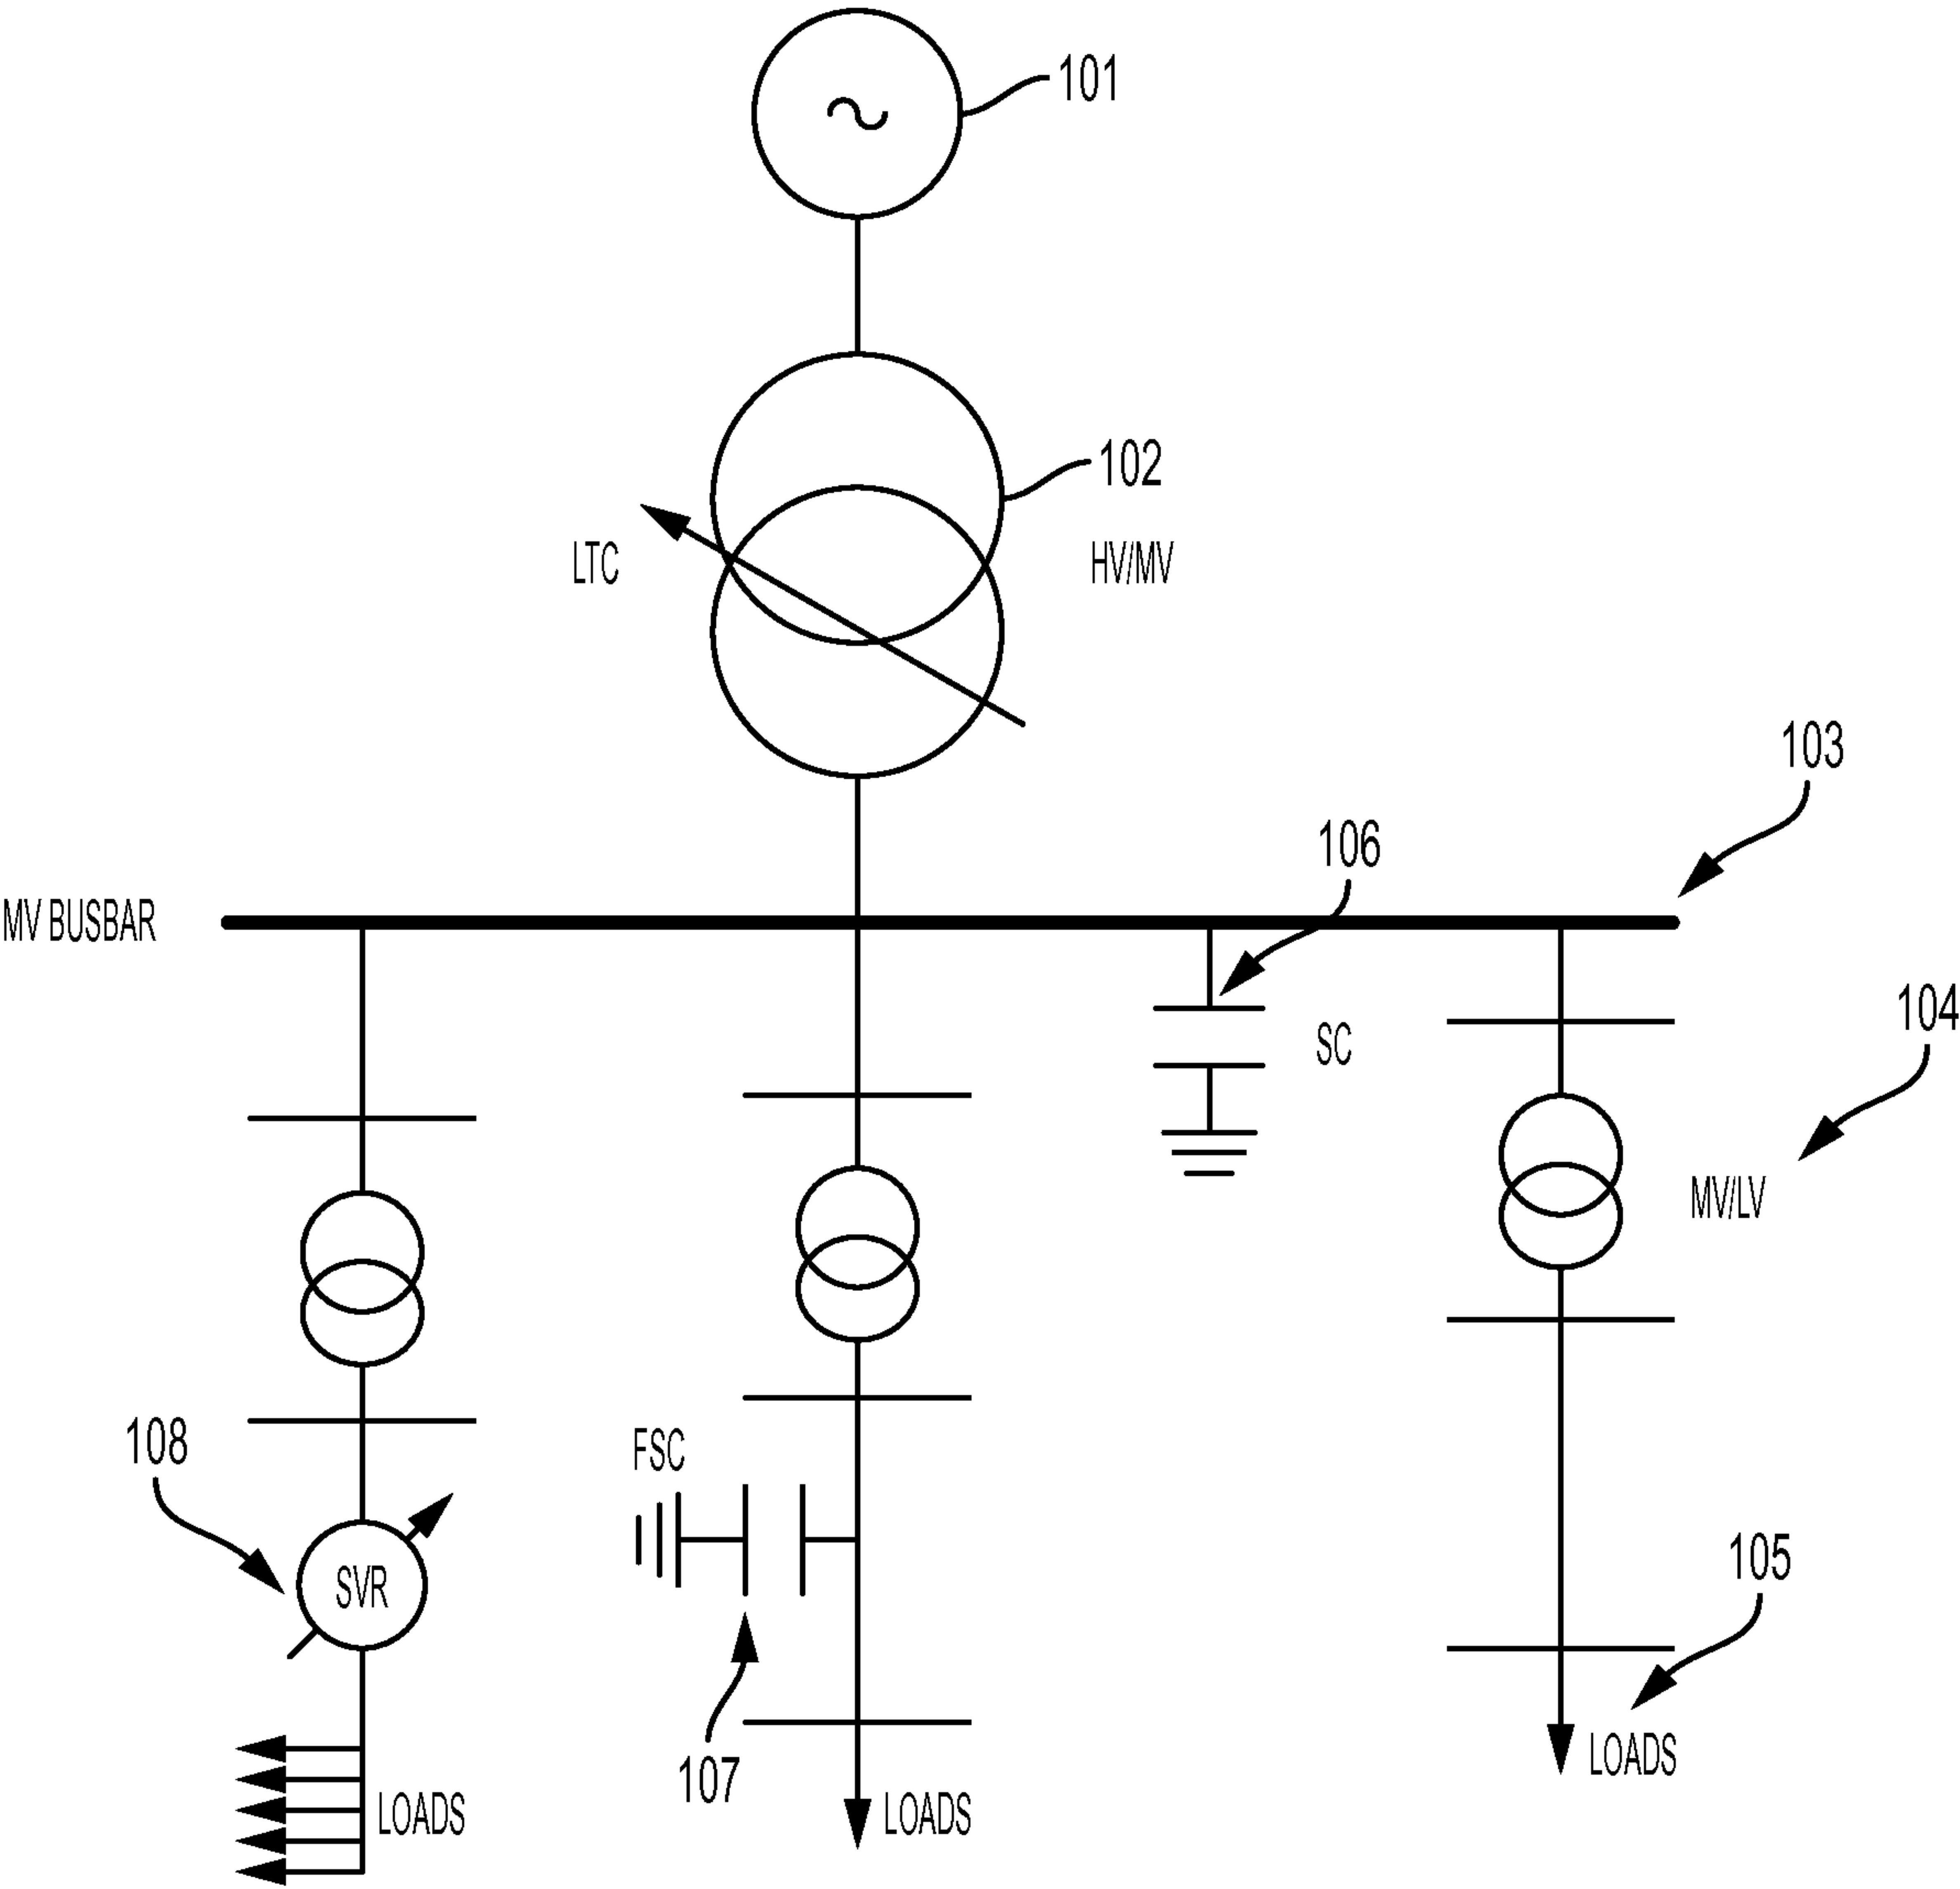 101
102
LTC
HV/MV
103
106
MV BUSBAR
104
SC
MV/LV
108
FSC
105
SVR
107
LOADS
LOADS
LOADS